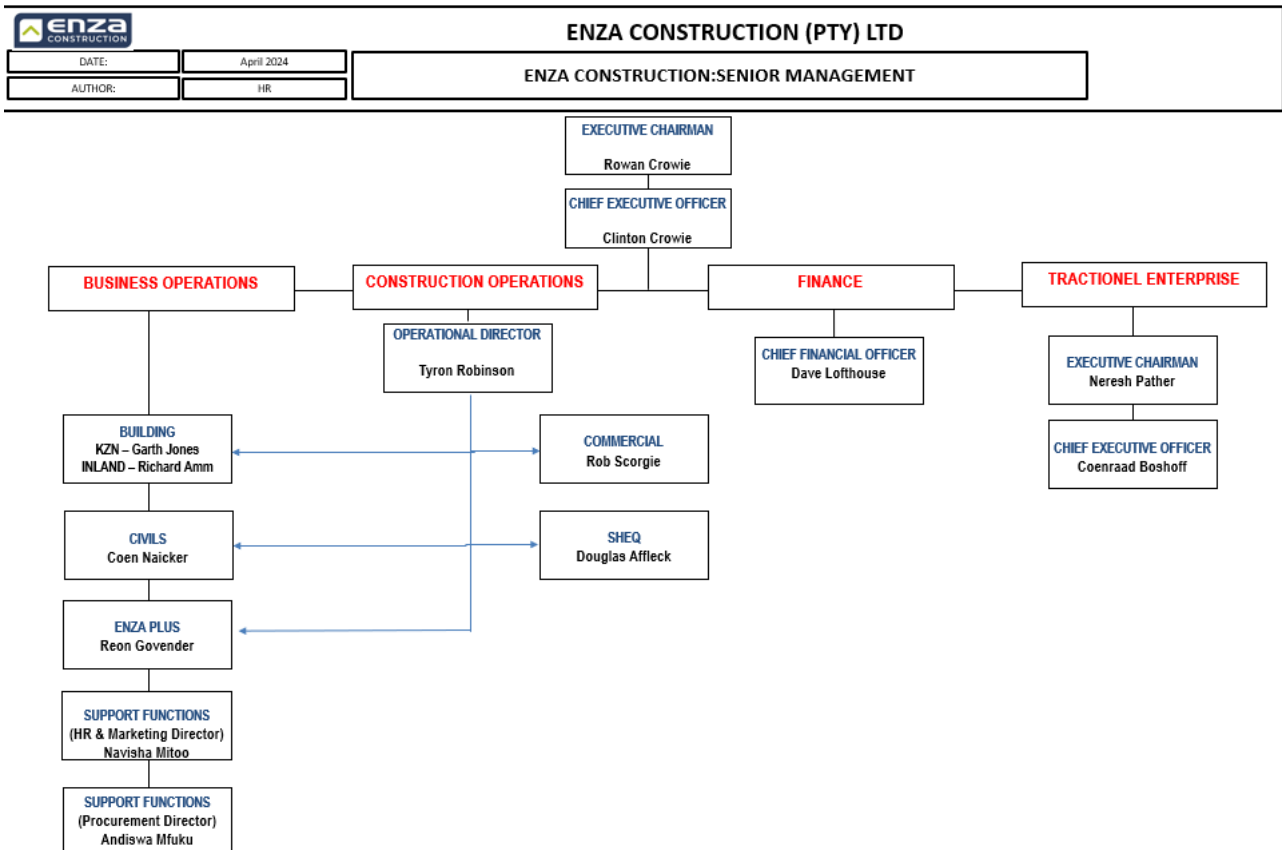 enza
CONSTRUCTION
ENZA CONSTRUCTION (PTY) LTD
DATE:
April 2024
ENZA CONSTRUCTION:SENIOR MANAGEMENT
AUTHOR:
HR
EXECUTIVE CHAIRMAN
Rowan Crowie
CHIEF EXECUTIVE OFFICER
Clinton Crowie
BUSINESS OPERATIONS
CONSTRUCTION OPERATIONS
FINANCE
TRACTIONEL ENTERPRISE
OPERATIONAL DIRECTOR
Tyron Robinson
CHIEF FINANCIAL OFFICER
Dave Lofthouse
EXECUTIVE CHAIRMAN
Neresh Pather
CHIEF EXECUTIVE OFFICER
Coenraad Boshoff
BUILDING
KZN – Garth Jones
INLAND – Richard Amm
COMMERCIAL
Rob Scorgie
CIVILS
Coen Naicker
SHEQ
Douglas Affleck
ENZA PLUS
Reon Govender
SUPPORT FUNCTIONS
(HR & Marketing Director)
Navisha Mitoo
SUPPORT FUNCTIONS
(Procurement Director)
Andiswa Mfuku